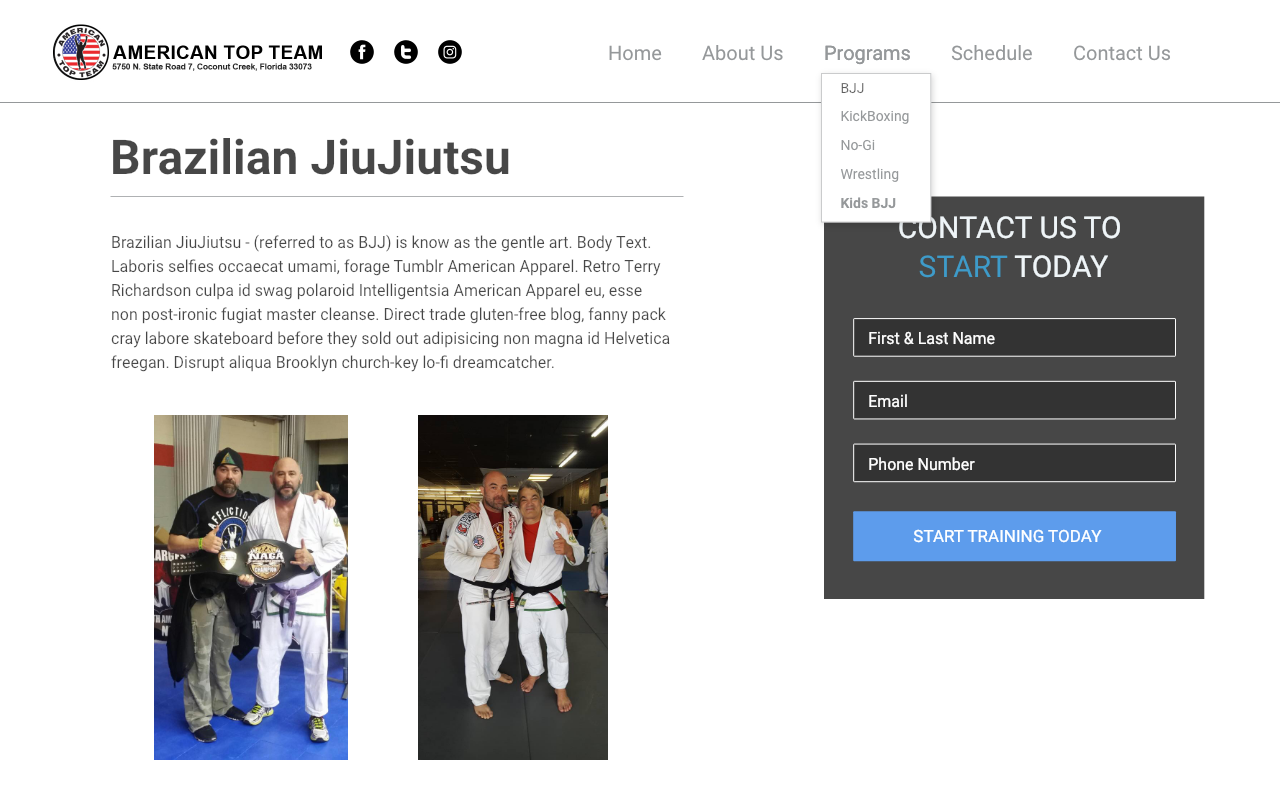 AMERICAN
TOP TEAM
AMERICAN TOP TEAM
5750 N. State Road 7, Coconut Creek, Florida 33073
Home
About Us
Programs
Schedule
Contact Us
BJJ
KickBoxing
No-Gi
Wrestling
Kids BJJ
Brazilian JiuJiutsu
Brazilian JiuJiutsu - (referred to as BJJ) is know as the gentle art. Body Text.
Laboris selfies occaecat umami, forage Tumblr American Apparel. Retro Terry
Richardson culpa id swag polaroid Intelligentsia American Apparel eu, esse
non post-ironic fugiat master cleanse. Direct trade gluten-free blog, fanny pack
cray labore skateboard before they sold out adipisicing non magna id Helvetica
freegan. Disrupt aliqua Brooklyn church-key lo-fi dreamcatcher.
AFFLICTION
NAGA
CHAMPION
CONTACT US TO
START TODAY
First & Last Name
Email
Phone Number
START TRAINING TODAY